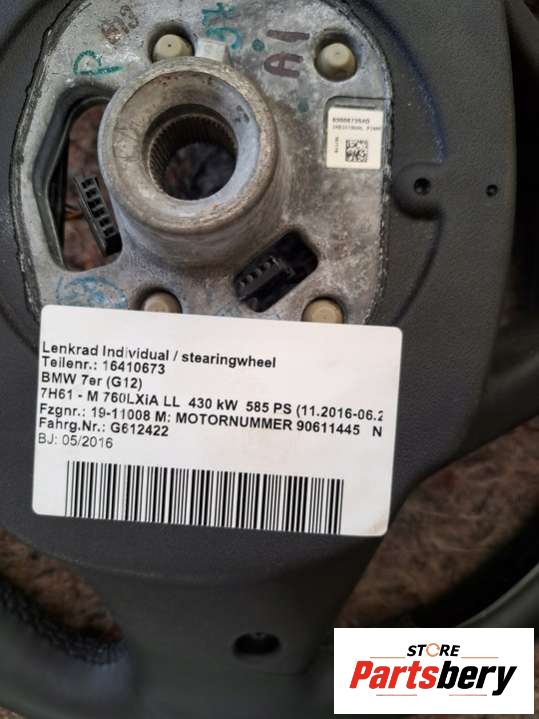 A1
Lenkrad Individual / stearingwheel
Teilenr.: 16410673
BMW 7er (G12)
7H61 - M 760LXiA LL 430 kW 585 PS (11.2016-06.2
Fzgnr.: 19-11008 M: MOTORNUMMER 90611445 N
Fahrg.Nr.: G612422
BJ: 05/2016
STORE
Partsbery